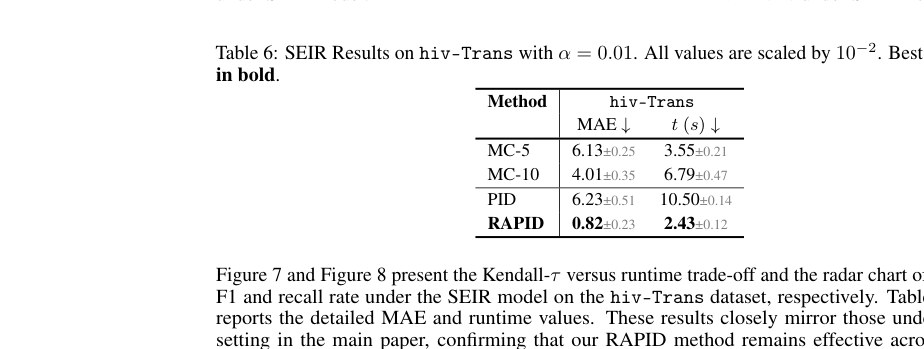 Table 6: SEIR Results on hiv-Trans with α = 0.01. All values are scaled by 10⁻². Best
in bold.
Method hiv-Trans
MAE ↓ t (s) ↓
MC-5 6.13±0.25 3.55±0.21
MC-10 4.01±0.35 6.79±0.47
PID 6.23±0.51 10.50±0.14
RAPID 0.82±0.23 2.43±0.12
Figure 7 and Figure 8 present the Kendall-τ versus runtime trade-off and the radar chart
F1 and recall rate under the SEIR model on the hiv-Trans dataset, respectively.
reports the detailed MAE and runtime values. These results closely mirror those
setting in the main paper, confirming that our RAPID method remains effective